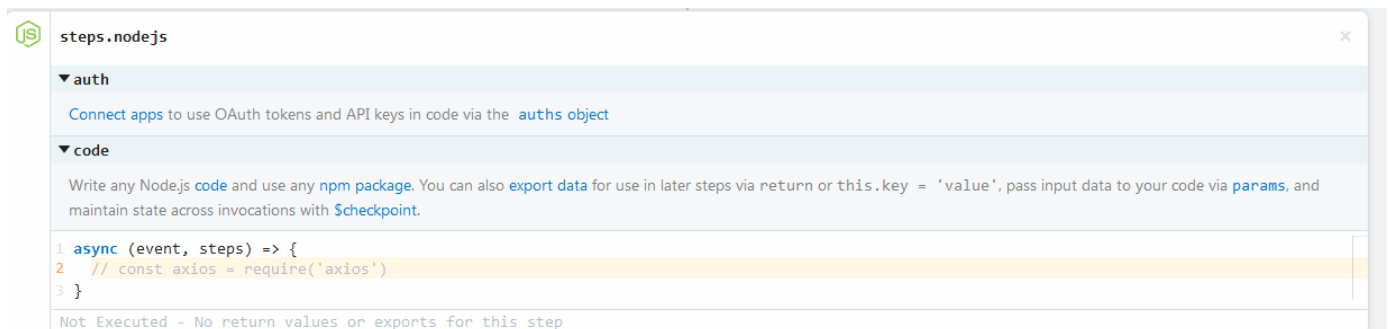 JS
steps.nodejs
×
▼ auth
Connect apps to use OAuth tokens and API keys in code via the auths object
▼ code
Write any Node.js code and use any npm package. You can also export data for use in later steps via return or this.key = 'value', pass input data to your code via params, and
maintain state across invocations with $checkpoint.
1 async (event, steps) => {
2 // const axios = require('axios')
3 }
Not Executed - No return values or exports for this step